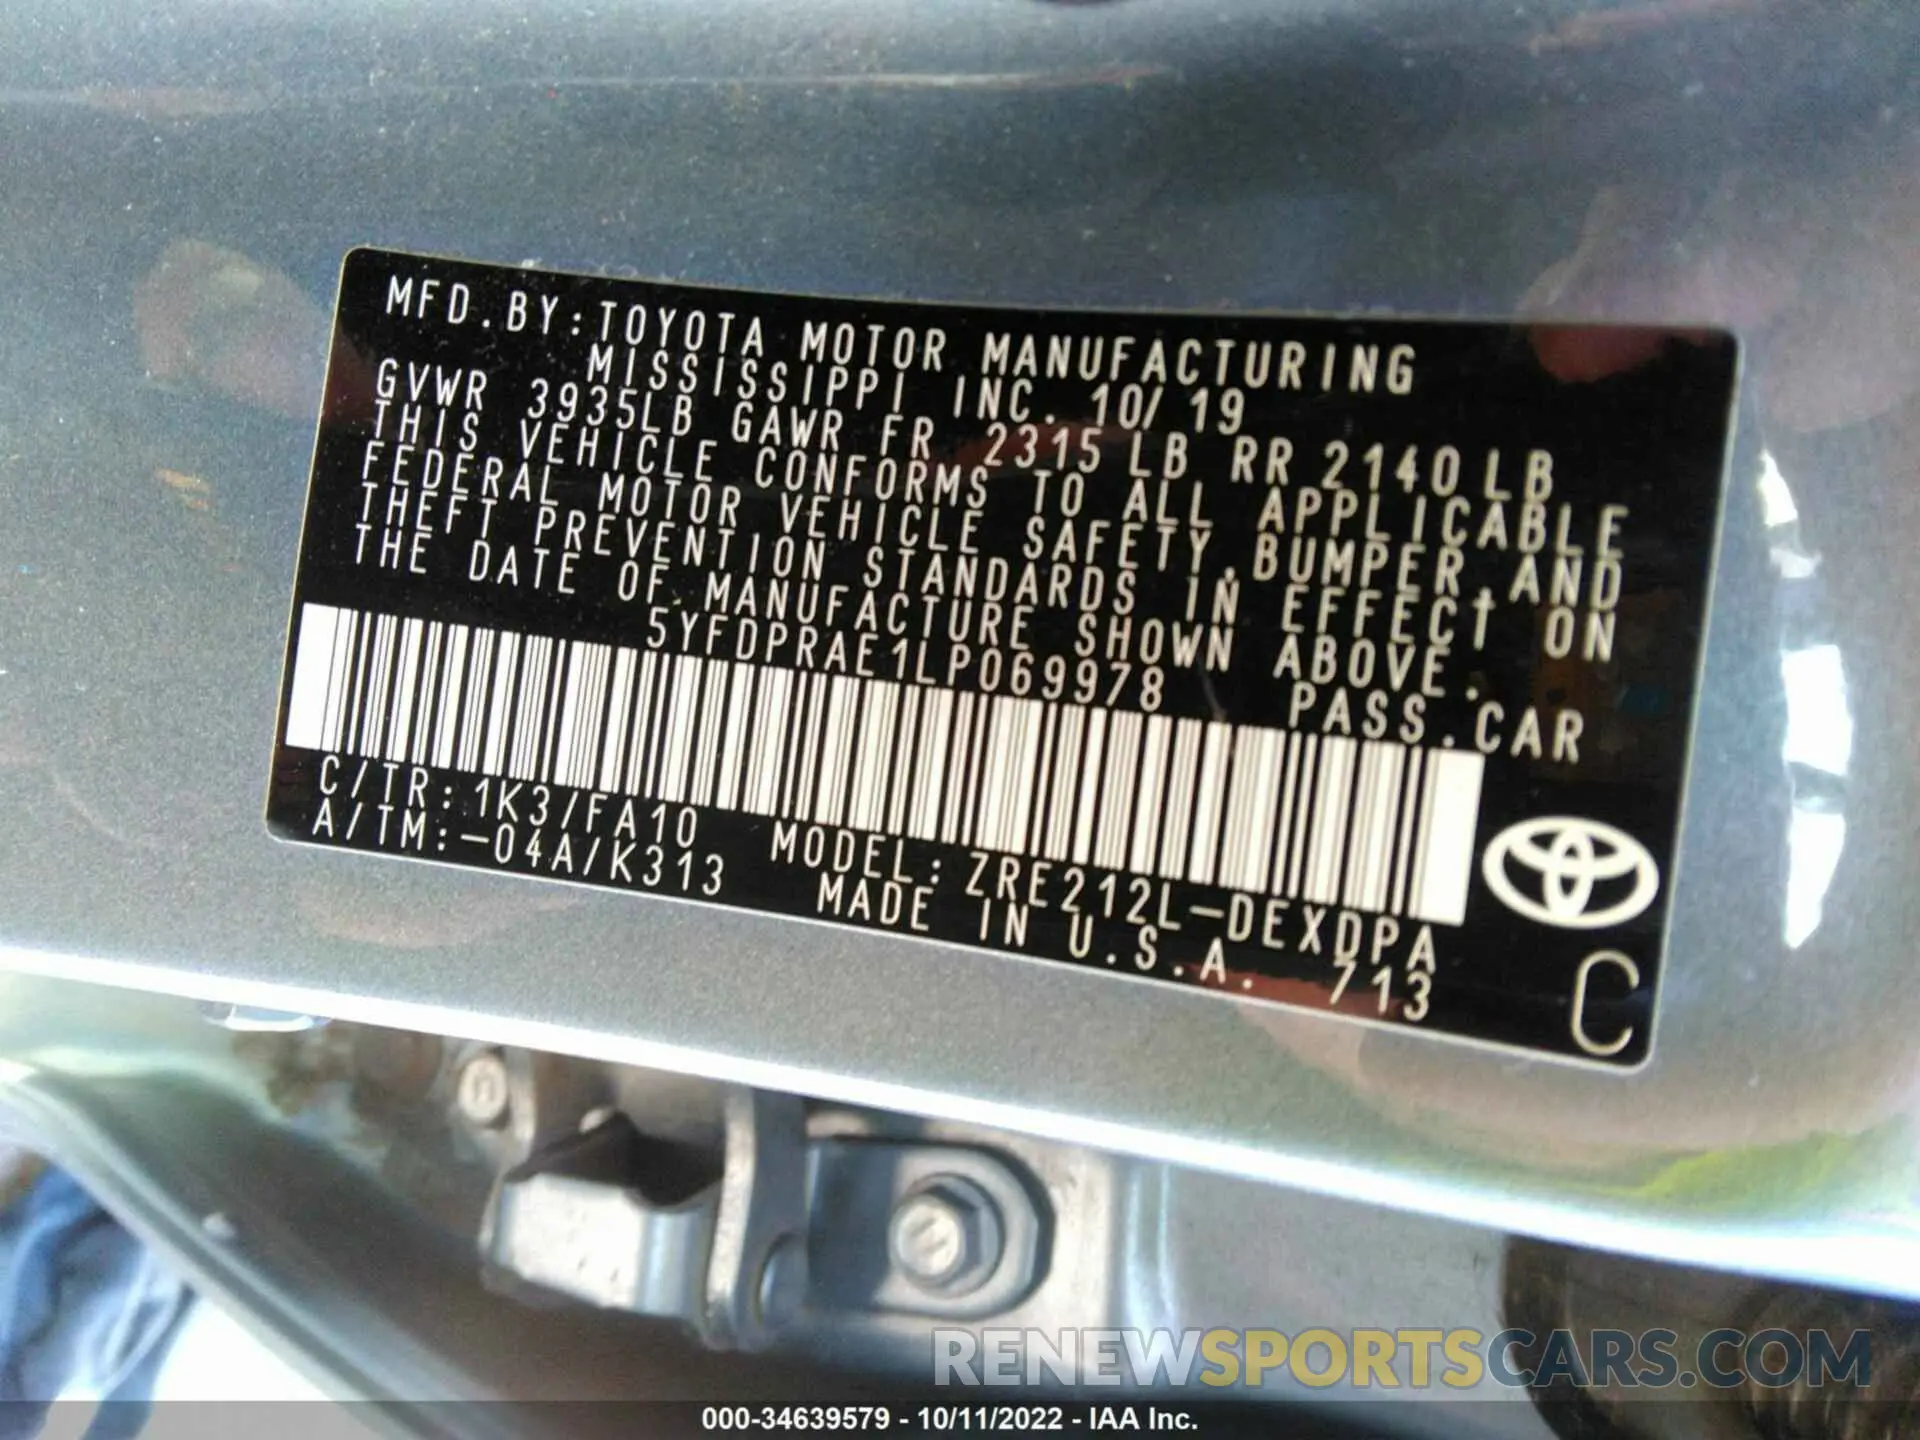 MFD.BY:TOYOTA MOTOR MANUFACTURING
MISSISSIPPI INC. 10/19
GVWR 3935LB GAWR FR 2315LB RR 2140LB
THIS VEHICLE CONFORMS TO ALL APPLICABLE
FEDERAL MOTOR VEHICLE SAFETY,BUMPER,AND
THEFT PREVENTION STANDARDS IN EFFECT ON
THE DATE OF MANUFACTURE SHOWN ABOVE.
5YFDPRAE1LP069978 PASS.CAR
C/TR:1K3/FA10 MODEL:ZRE212L-DEXDPA
A/TM:-04A/K313 MADE IN U.S.A. 713
C
RENEWSPORTSCARS.COM
000-34639579 - 10/11/2022 - IAA Inc.